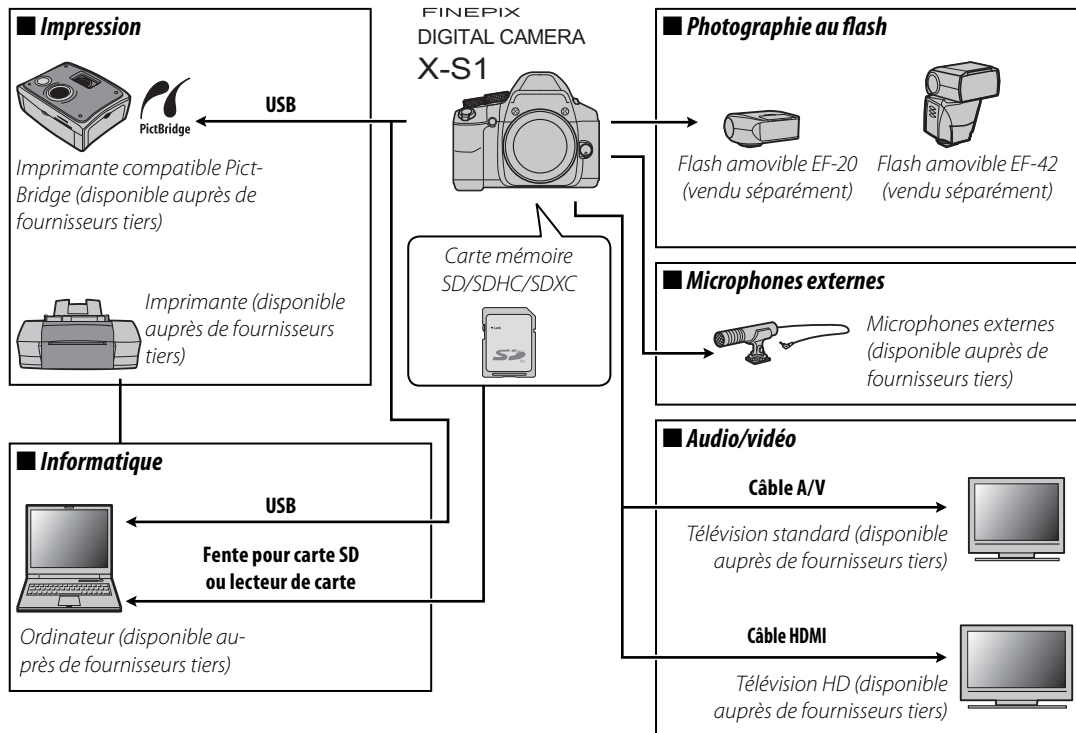 ■ Impression
PictBridge
USB
Imprimante compatible Pict-
Bridge (disponible auprès de
fournisseurs tiers)
Imprimante (disponible
auprès de fournisseurs
tiers)
FINEPIX
DIGITAL CAMERA
X-S1
Carte mémoire
SD/SDHC/SDXC
Lock
SD
■ Photographie au flash
Flash amovible EF-20
(vendu séparément)
Flash amovible EF-42
(vendu séparément)
■ Microphones externes
Microphones externes
(disponible auprès de
fournisseurs tiers)
■ Informatique
USB
Fente pour carte SD
ou lecteur de carte
Ordinateur (disponible au-
près de fournisseurs tiers)
■ Audio/vidéo
Câble A/V
Télévision standard (disponible
auprès de fournisseurs tiers)
Câble HDMI
Télévision HD (disponible
auprès de fournisseurs tiers)